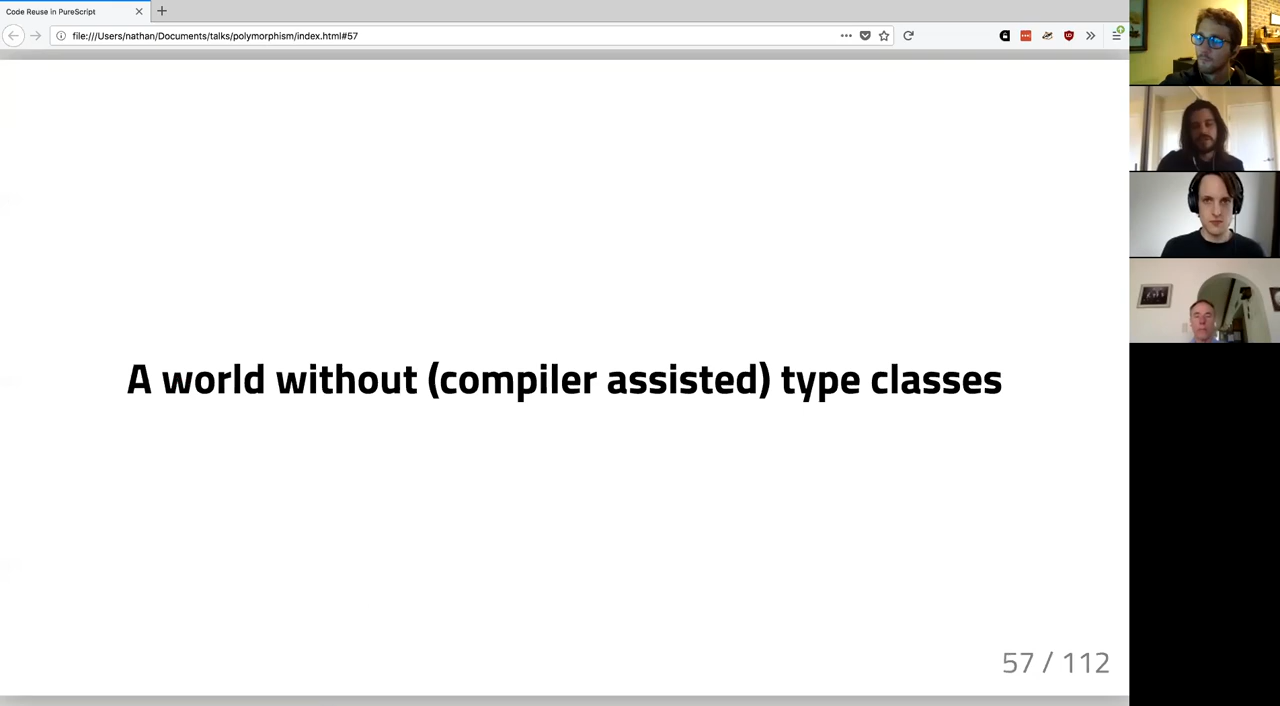 Code Reuse in PureScript
file:///Users/nathan/Documents/talks/polymorphism/index.html#57
A world without (compiler assisted) type classes
57 / 112